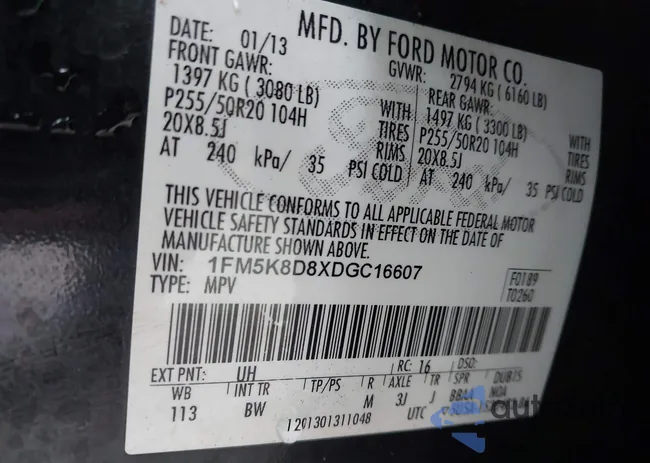 MFD. BY FORD MOTOR CO.
DATE: 01/13 GVWR: 2794 KG ( 6160 LB)
FRONT GAWR: REAR GAWR:
1397 KG ( 3080 LB) WITH 1497 KG ( 3300 LB) WITH
P255/50R20 104H TIRES P255/50R20 104H TIRES
20X8.5J RIMS 20X8.5J RIMS
AT 240 kPa/ 35 PSI COLD AT 240 kPa/ 35 PSI COLD
THIS VEHICLE CONFORMS TO ALL APPLICABLE FEDERAL MOTOR
VEHICLE SAFETY STANDARDS IN EFFECT ON THE DATE OF
MANUFACTURE SHOWN ABOVE.
VIN: 1FM5K8D8XDGC16607 F0189
TYPE: MPV T0260
EXT PNT: UH RC: 16 DSO:
WB INT TR TP/PS R AXLE TR SPR
113 BW M 3J J BBAA NOA
1201301311048 UTC